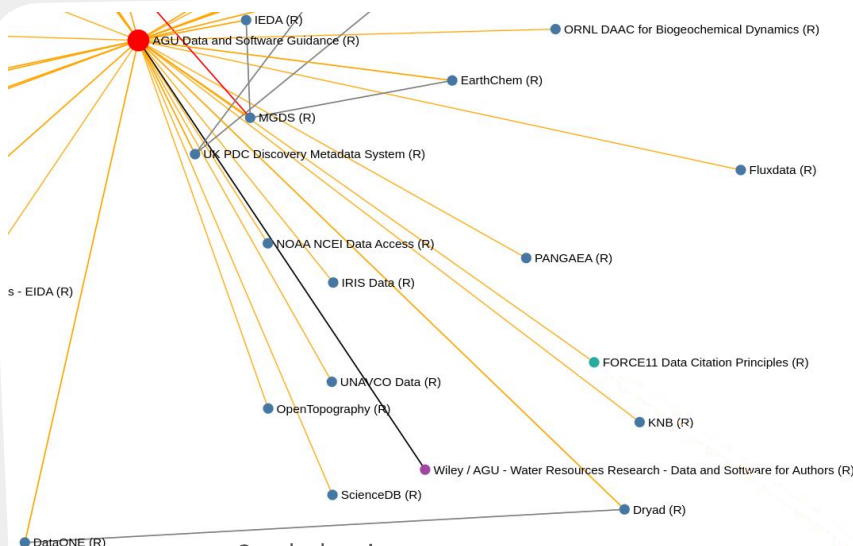 IEDA (R)
ORNL DAAC for Biogeochemical Dynamics (R)
AGU Data and Software Guidance (R)
EarthChem (R)
MGDS (R)
UK PDC Discovery Metadata System (R)
Fluxdata (R)
NOAA NCEI Data Access (R)
PANGAEA (R)
IRIS Data (R)
s - EIDA (R)
FORCE11 Data Citation Principles (R)
UNAVCO Data (R)
OpenTopography (R)
KNB (R)
Wiley / AGU - Water Resources Research - Data and Software for Authors (R)
ScienceDB (R)
Dryad (R)
DataONE (R)